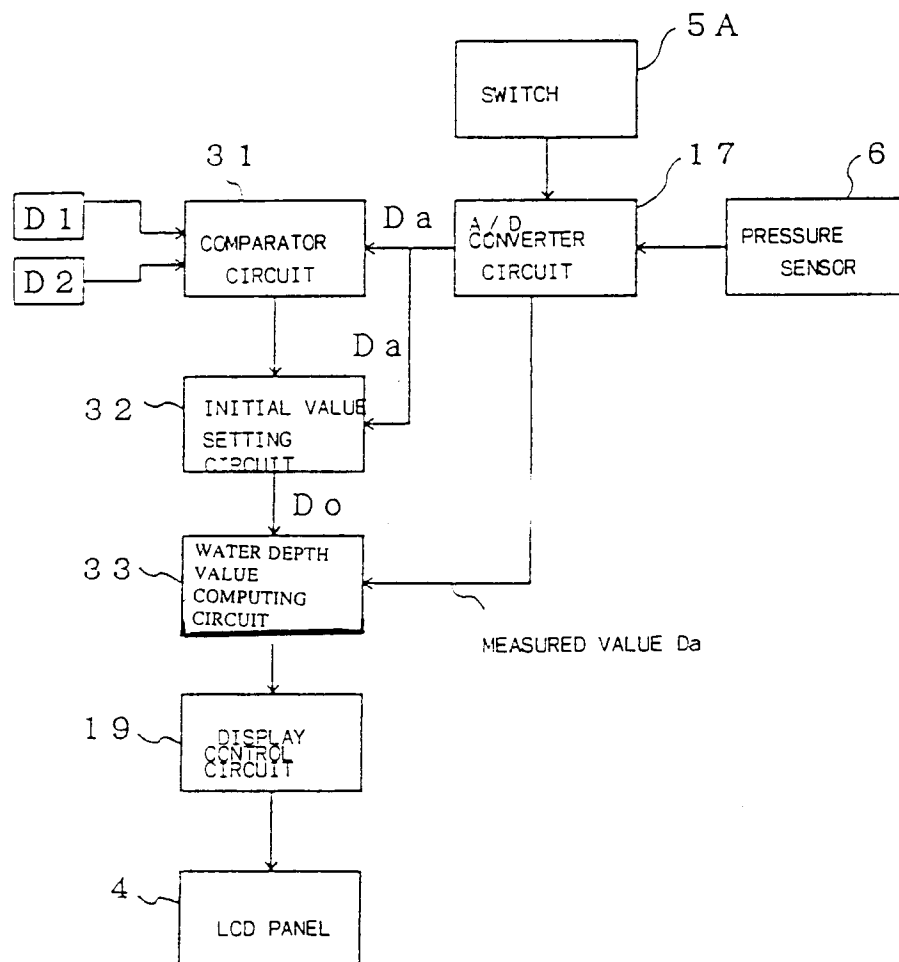 5A
SWITCH
31
17
6
D1
Da
COMPARATOR
CIRCUIT
A/D
CONVERTER
CIRCUIT
PRESSURE
SENSOR
D2
Da
32
INITIAL VALUE
SETTING
CIRCUIT
Do
33
WATER DEPTH
VALUE
COMPUTING
CIRCUIT
MEASURED VALUE Da
19
DISPLAY
CONTROL
CIRCUIT
4
LCD PANEL